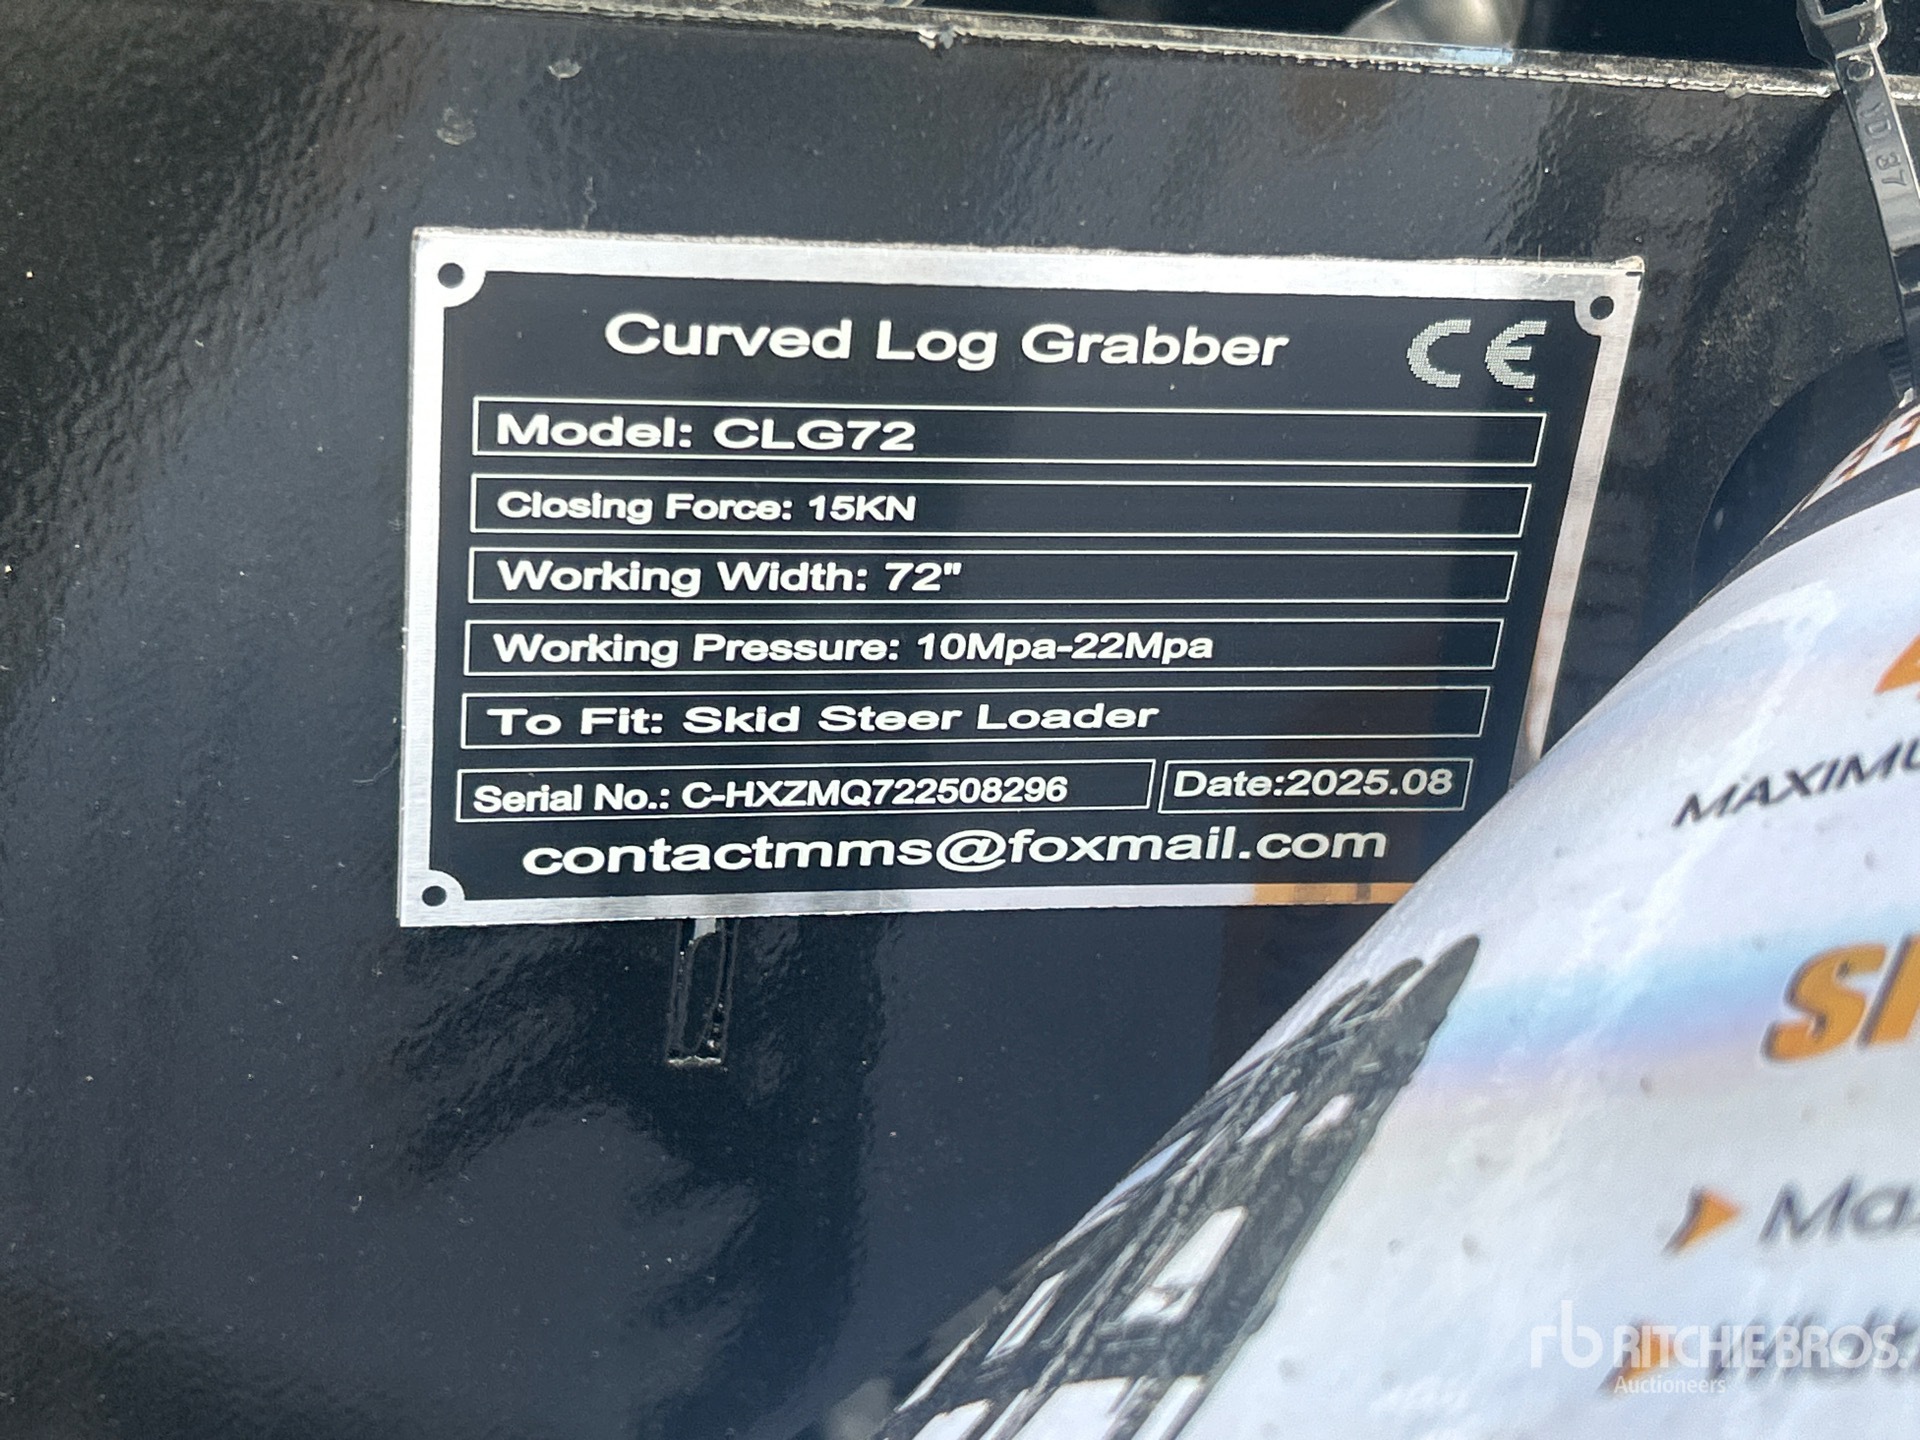 Curved Log Grabber CE
Model: CLG72
Closing Force: 15KN
Working Width: 72"
Working Pressure: 10Mpa-22Mpa
To Fit: Skid Steer Loader
Serial No.: C-HXZMQ722508296 Date:2025.08
contactmms@foxmail.com
rb RITCHIE BROS.
Auctioneers